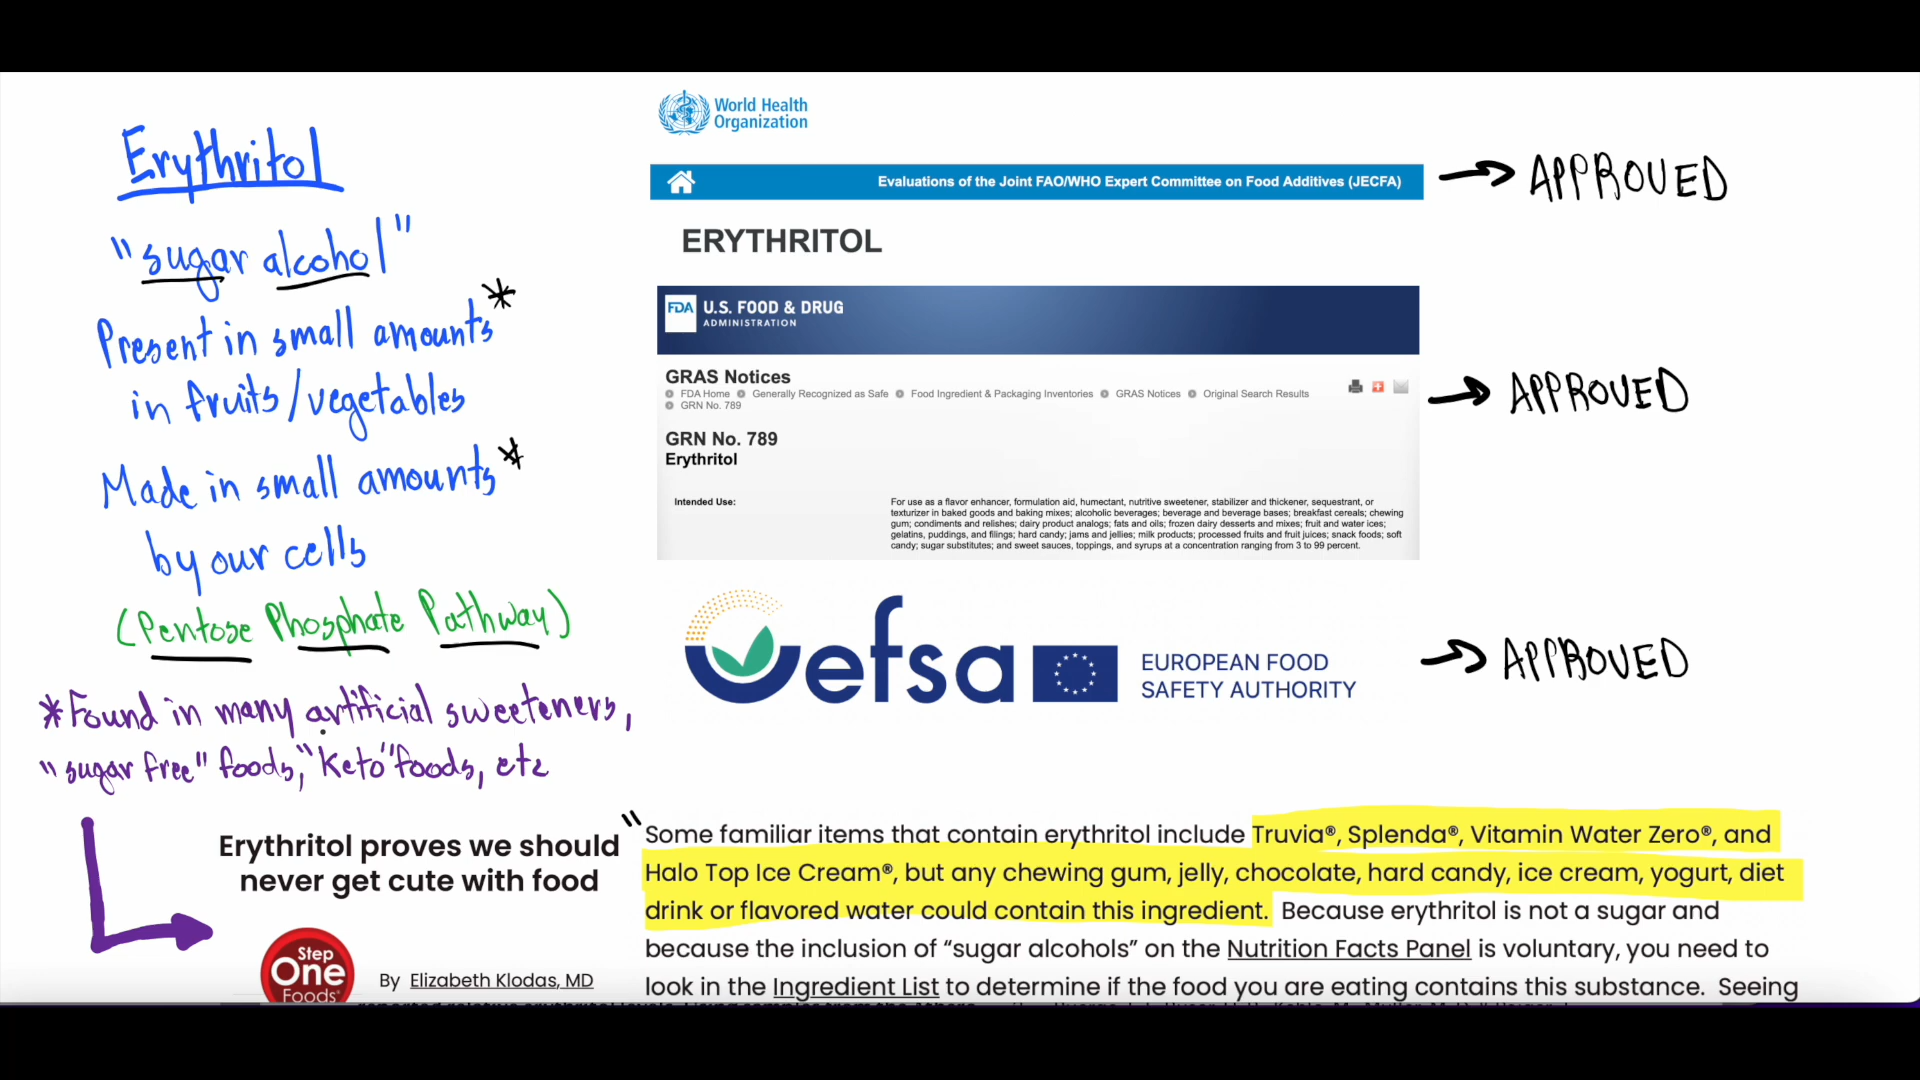 Erythritol
"sugar alcohol"
Present in small amounts*
in fruits/vegetables
Made in small amounts*
by our cells
(Pentose Phosphate Pathway)
*Found in many artificial sweeteners,
"sugar free" foods, "Keto" foods, etc
World Health
Organization
Evaluations of the Joint FAO/WHO Expert Committee on Food Additives (JECFA)
→ APPROVED
ERYTHRITOL
FDA U.S. FOOD & DRUG
ADMINISTRATION
GRAS Notices
FDA Home Generally Recognized as Safe Food Ingredient & Packaging Inventories GRAS Notices Original Search Results
GRN No. 789
→ APPROVED
GRN No. 789
Erythritol
Intended Use:
For use as a flavor enhancer, formulation aid, humectant, nutritive sweetener, stabilizer and thickener, sequestrant, or
texturizer in baked goods and baking mixes; alcoholic beverages; beverage and beverage bases; breakfast cereals; chewing
gum; condiments and relishes; dairy product analogs; fats and oils; frozen dairy desserts and mixes; fruit and water ices;
gelatins, puddings, and filings; hard candy; jams and jellies; milk products; processed fruits and fruit juices; snack foods; soft
candy; sugar substitutes; and sweet sauces, toppings, and syrups at a concentration ranging from 3 to 99 percent.
efsa
EUROPEAN FOOD
SAFETY AUTHORITY
→ APPROVED
Erythritol proves we should
never get cute with food
Step
One
Foods
By Elizabeth Klodas, MD
"Some familiar items that contain erythritol include Truvia®, Splenda®, Vitamin Water Zero®, and
Halo Top Ice Cream®, but any chewing gum, jelly, chocolate, hard candy, ice cream, yogurt, diet
drink or flavored water could contain this ingredient. Because erythritol is not a sugar and
because the inclusion of “sugar alcohols” on the Nutrition Facts Panel is voluntary, you need to
look in the Ingredient List to determine if the food you are eating contains this substance. Seeing